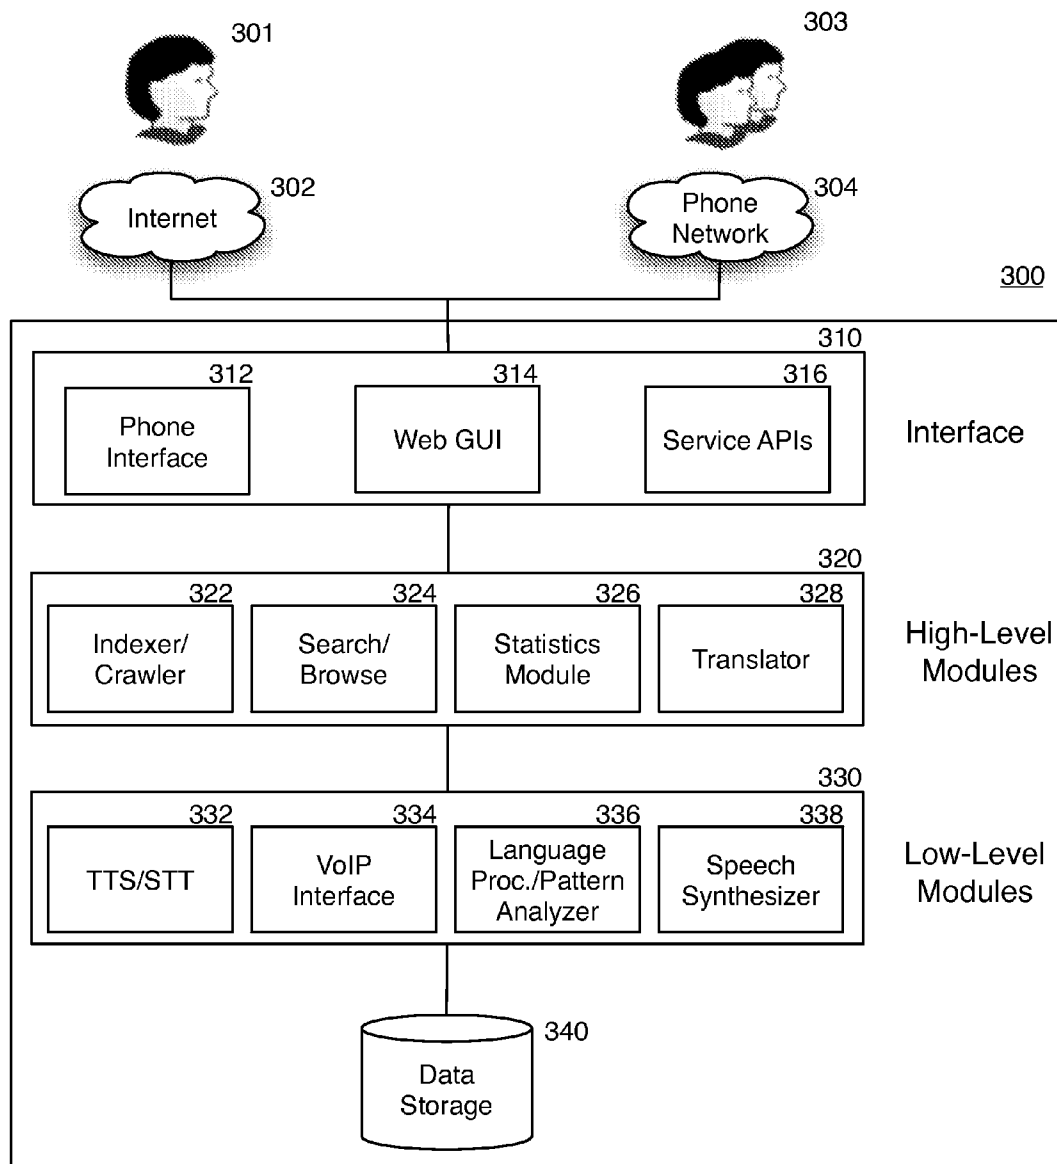 301
303
302
304
Internet
Phone
Network
300
310
312
314
316
Phone
Interface
Web GUI
Service APIs
Interface
320
322
324
326
328
Indexer/
Crawler
Search/
Browse
Statistics
Module
Translator
High-Level
Modules
330
332
334
336
338
TTS/STT
VoIP
Interface
Language
Proc./Pattern
Analyzer
Speech
Synthesizer
Low-Level
Modules
340
Data
Storage